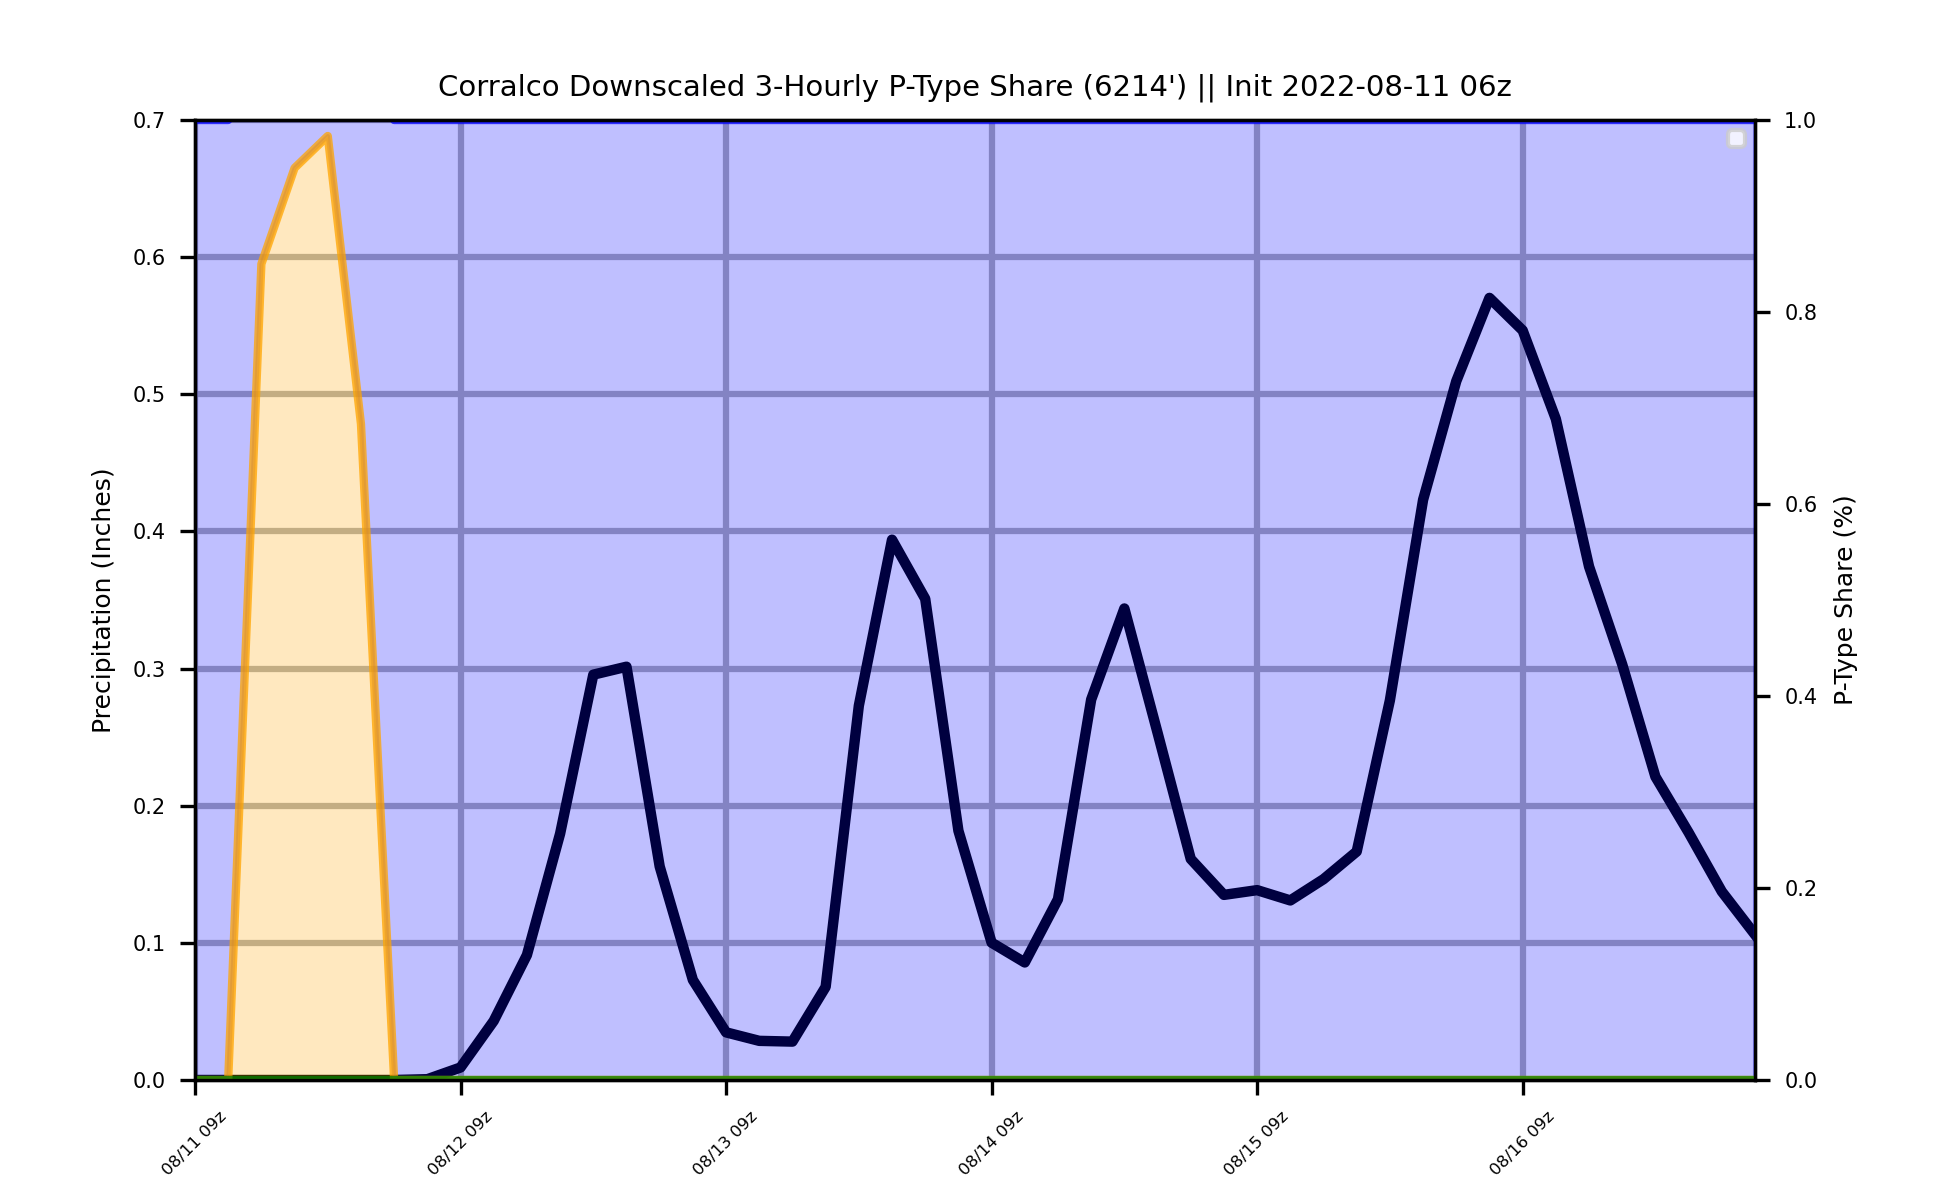 Corralco Downscaled 3-Hourly P-Type Share (6214') || Init 2022-08-11 06z
0.7
0.6
0.5
0.4
0.3
0.2
0.1
0.0
Precipitation (Inches)
1.0
0.8
0.6
0.4
0.2
0.0
P-Type Share (%)
08/11 09z
08/12 09z
08/13 09z
08/14 09z
08/15 09z
08/16 09z